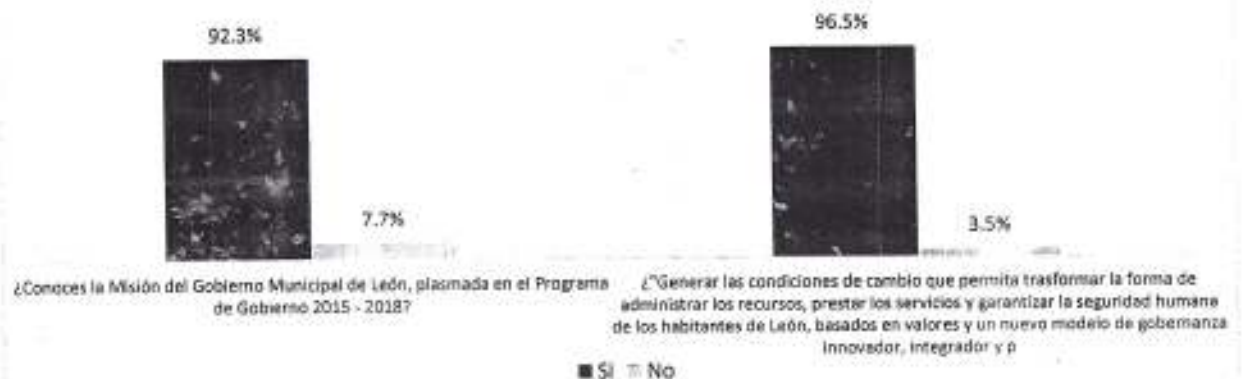 92.3%
96.5%
7.7%
3.5%
¿Conoces la Misión del Gobierno Municipal de León, plasmada en el Programa
de Gobierno 2015 - 2018?
¿"Generar las condiciones de cambio que permita trasformar la forma de
administrar los recursos, prestar los servicios y garantizar la seguridad humana
de los habitantes de León, basados en valores y un nuevo modelo de gobernanza
innovador, integrador y p
Si No